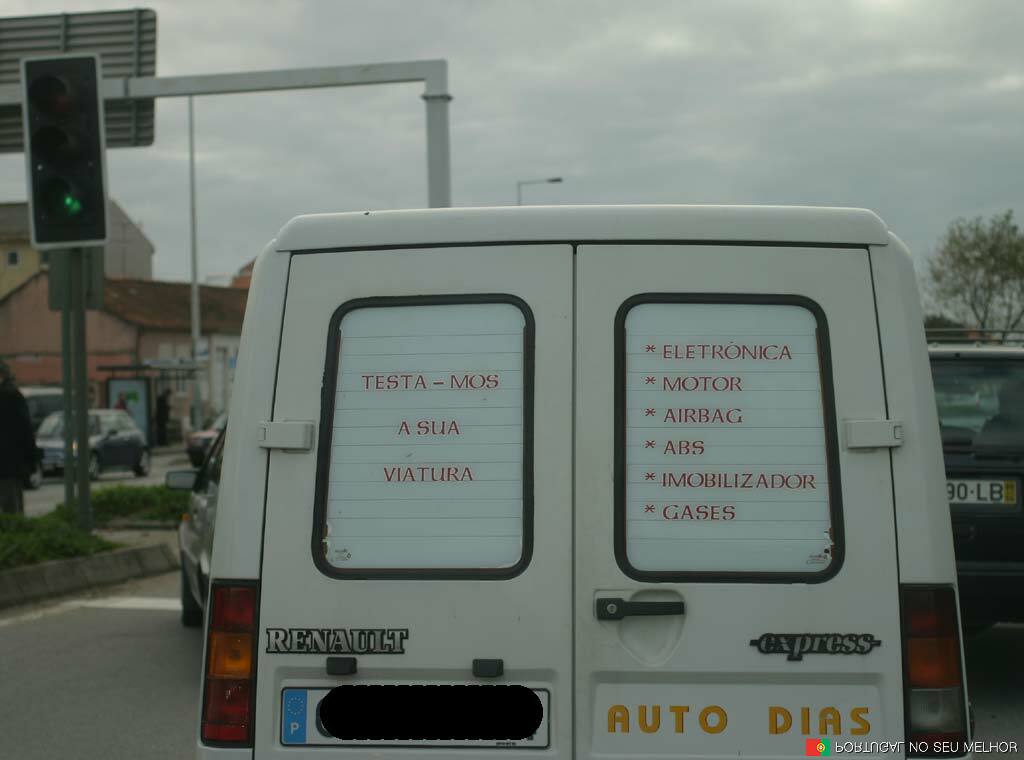 TESTA - MOS
A SUA
VIATURA
* ELETRÓNICA
* MOTOR
* AIRBAG
* ABS
* IMOBILIZADOR
* GASES
RENAULT
express
P
AUTO DIAS
90-LB
PORTUGAL NO SEU MELHOR